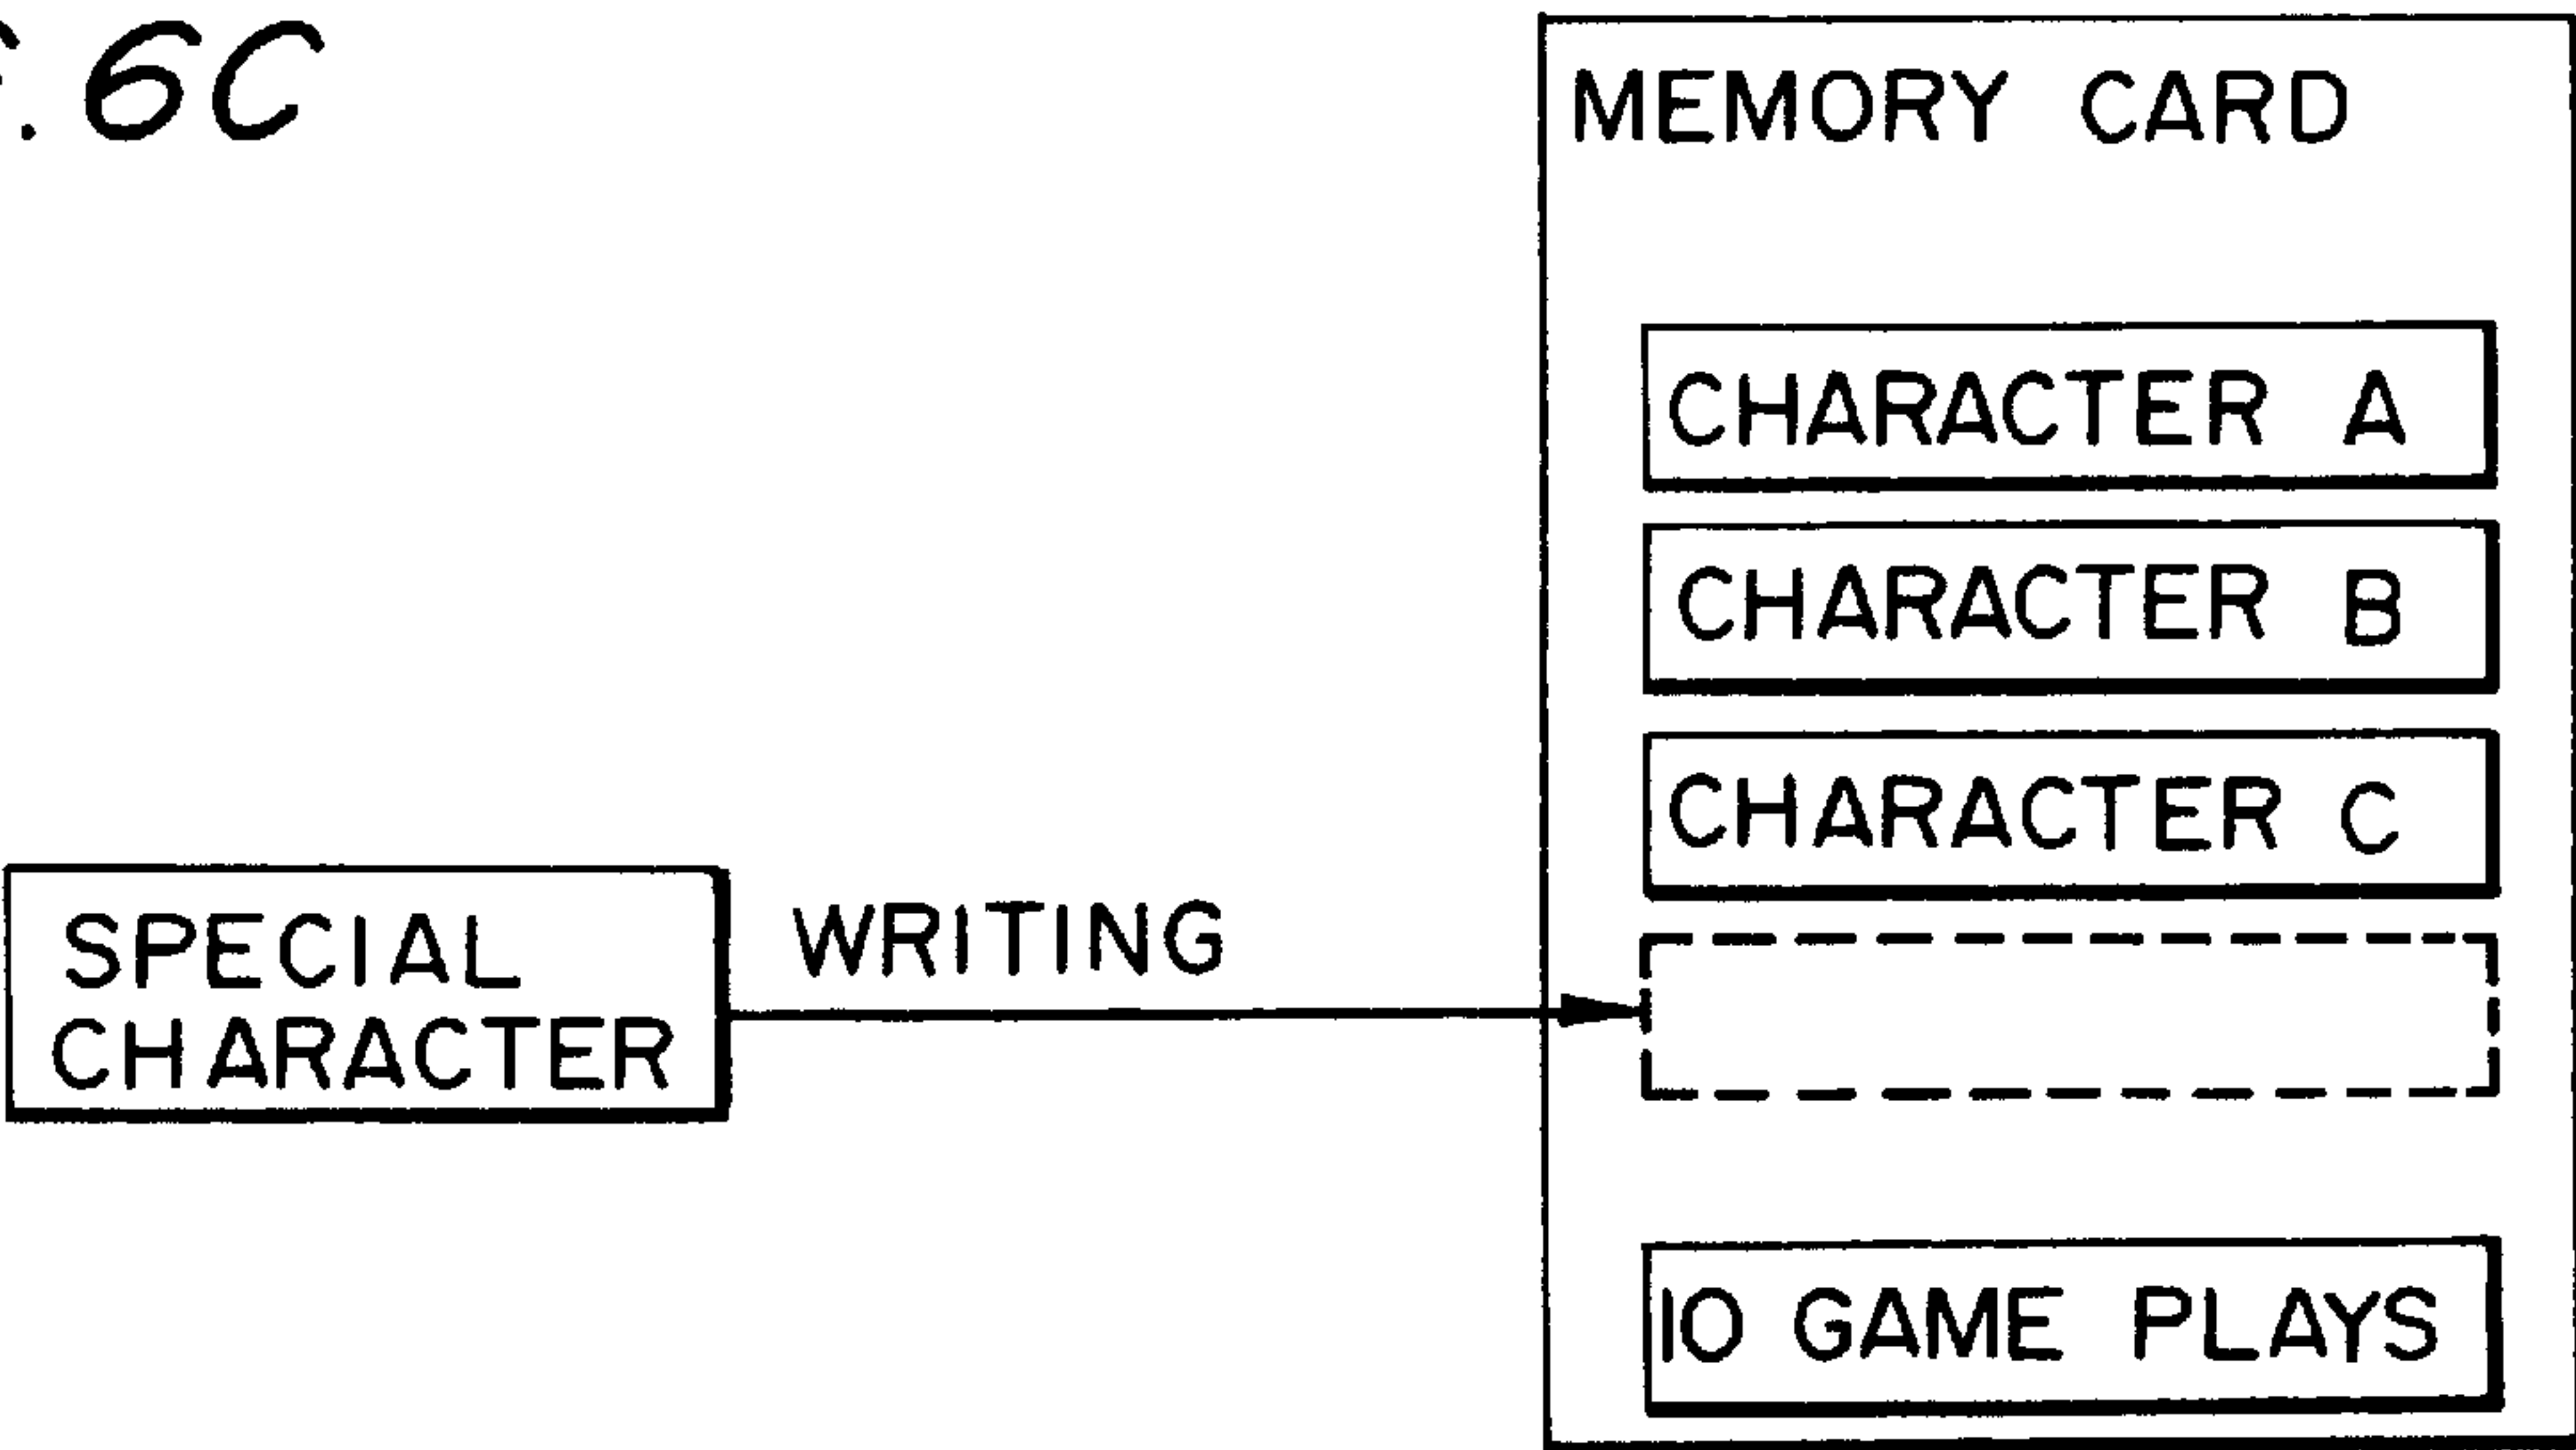 . 6C
MEMORY CARD
CHARACTER A
CHARACTER B
CHARACTER C
SPECIAL
CHARACTER
WRITING
10 GAME PLAYS